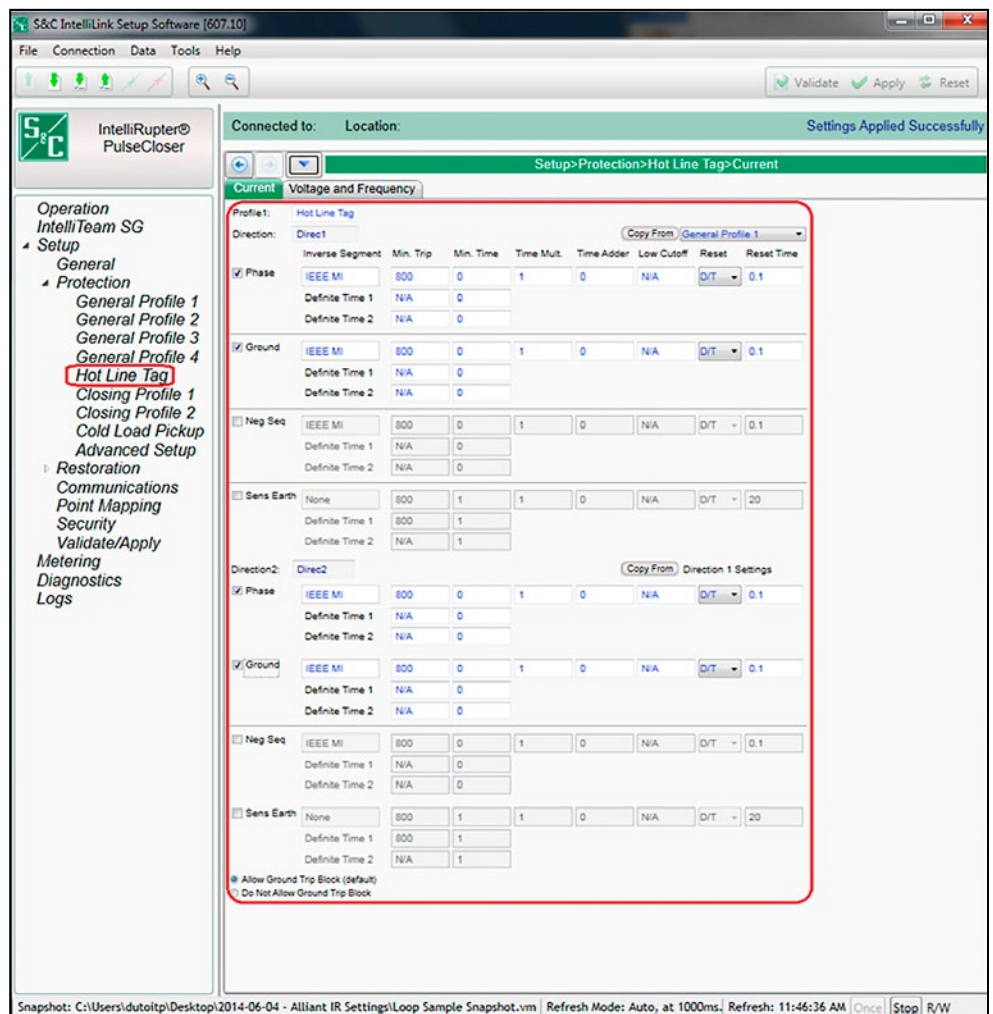 S&C IntelliLink Setup Software [607.10]
File Connection Data Tools Help
Validate Apply Reset
S&C
IntelliRupter® PulseCloser
Connected to: Location: Settings Applied Successfully
Setup>Protection>Hot Line Tag>Current
Current Voltage and Frequency
Operation
IntelliTeam SG
Setup
General
Protection
General Profile 1
General Profile 2
General Profile 3
General Profile 4
Hot Line Tag
Closing Profile 1
Closing Profile 2
Cold Load Pickup
Advanced Setup
Restoration
Communications
Point Mapping
Security
Validate/Apply
Metering
Diagnostics
Logs
Profile1: Hot Line Tag
Direction: Direc1 Copy From General Profile 1
Inverse Segment Min. Trip Min. Time Time Mult. Time Adder Low Cutoff Reset Reset Time
Phase IEEE MI 800 0 1 0 N/A D/T 0.1
Definite Time 1 N/A 0
Definite Time 2 N/A 0
Ground IEEE MI 800 0 1 0 N/A D/T 0.1
Definite Time 1 N/A 0
Definite Time 2 N/A 0
Neg Seq IEEE MI 800 0 1 0 N/A D/T 0.1
Definite Time 1 N/A 0
Definite Time 2 N/A 0
Sens Earth None 800 1 1 0 N/A D/T 20
Definite Time 1 800 1
Definite Time 2 N/A 1
Direction2: Direc2 Copy From Direction 1 Settings
Phase IEEE MI 800 0 1 0 N/A D/T 0.1
Definite Time 1 N/A 0
Definite Time 2 N/A 0
Ground IEEE MI 800 0 1 0 N/A D/T 0.1
Definite Time 1 N/A 0
Definite Time 2 N/A 0
Neg Seq IEEE MI 800 0 1 0 N/A D/T 0.1
Definite Time 1 N/A 0
Definite Time 2 N/A 0
Sens Earth None 800 1 1 0 N/A D/T 20
Definite Time 1 800 1
Definite Time 2 N/A 1
Allow Ground Trip Block (default)
Do Not Allow Ground Trip Block
Snapshot: C:\Users\dutoitp\Desktop\2014-06-04 - Alliant IR Settings\Loop Sample Snapshot.vm Refresh Mode: Auto, at 1000ms. Refresh: 11:46:36 AM Once Stop R/W